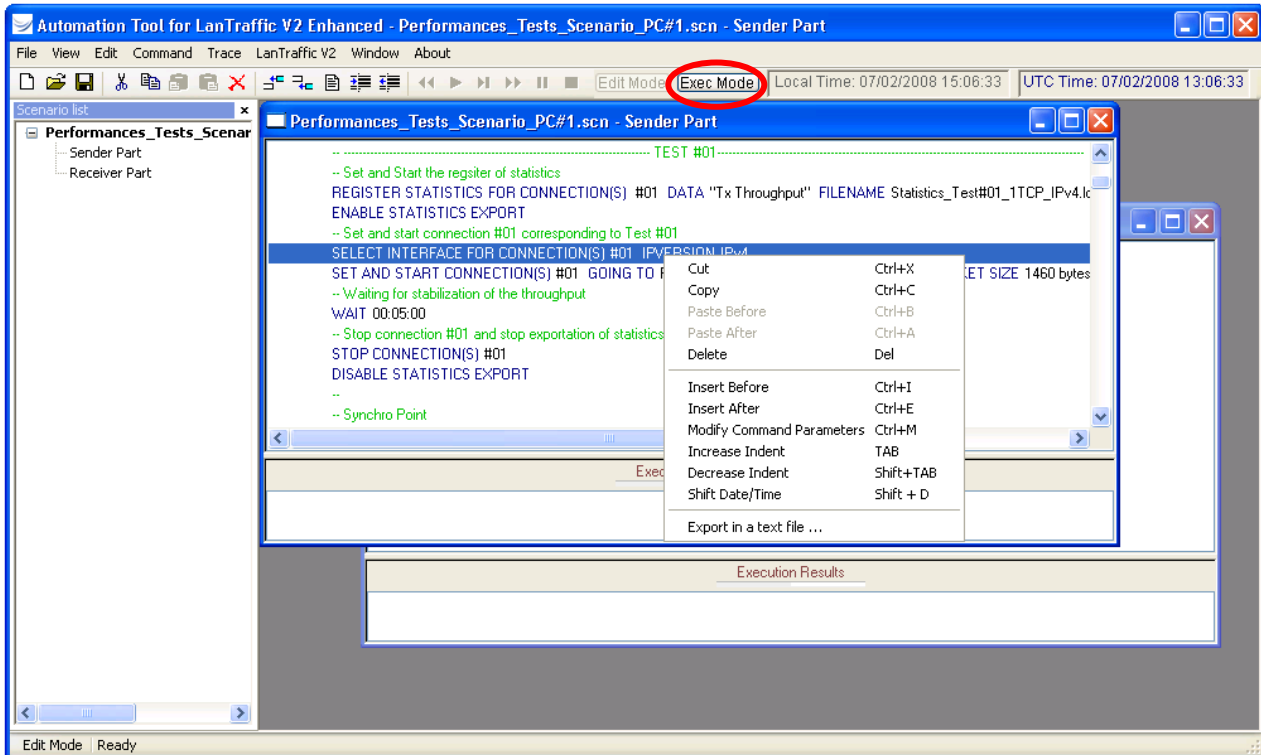 Automation Tool for LanTraffic V2 Enhanced - Performances_Tests_Scenario_PC#1.scn - Sender Part
File View Edit Command Trace LanTraffic V2 Window About
Edit Mode Exec Mode Local Time: 07/02/2008 15:06:33 UTC Time: 07/02/2008 13:06:33
Scenario list
Performances_Tests_Scenar
Sender Part
Receiver Part
Performances_Tests_Scenario_PC#1.scn - Sender Part
-- ---------- TEST #01----------
-- Set and Start the regsiter of statistics
REGISTER STATISTICS FOR CONNECTION(S) #01 DATA "Tx Throughput" FILENAME Statistics_Test#01_1TCP_IPv4.lo
ENABLE STATISTICS EXPORT
-- Set and start connection #01 corresponding to Test #01
SELECT INTERFACE FOR CONNECTION(S) #01 IPVERSION IPv4
SET AND START CONNECTION(S) #01 GOING TO KET SIZE 1460 bytes
-- Waiting for stabilization of the throughput
WAIT 00:05:00
-- Stop connection #01 and stop exportation of statistics
STOP CONNECTION(S) #01
DISABLE STATISTICS EXPORT
--
-- Synchro Point
Exec
Cut Ctrl+X
Copy Ctrl+C
Paste Before Ctrl+B
Paste After Ctrl+A
Delete Del
Insert Before Ctrl+I
Insert After Ctrl+E
Modify Command Parameters Ctrl+M
Increase Indent TAB
Decrease Indent Shift+TAB
Shift Date/Time Shift + D
Export in a text file ...
Execution Results
Edit Mode Ready